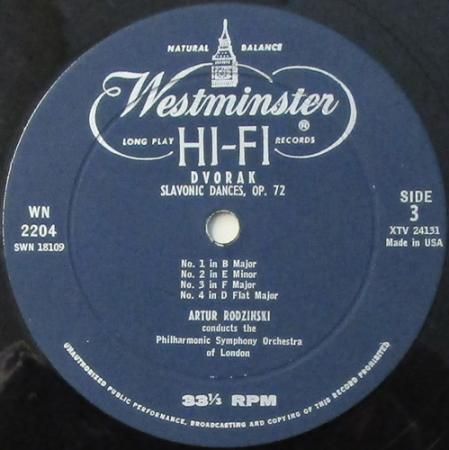 NATURAL BALANCE
Westminster
®
LONG PLAY HI-FI RECORDS
DVORAK
SLAVONIC DANCES, OP. 72
WN
2204
SWN 18109
SIDE
3
XTV 24131
Made in USA
No. 1 in B Major
No. 2 in E Minor
No. 3 in F Major
No. 4 in D Flat Major
ARTUR RODZINSKI
conducts the
Philharmonic Symphony Orchestra
of London
33⅓ RPM
UNAUTHORIZED PUBLIC PERFORMANCE, BROADCASTING AND COPYING OF THIS RECORD PROHIBITED